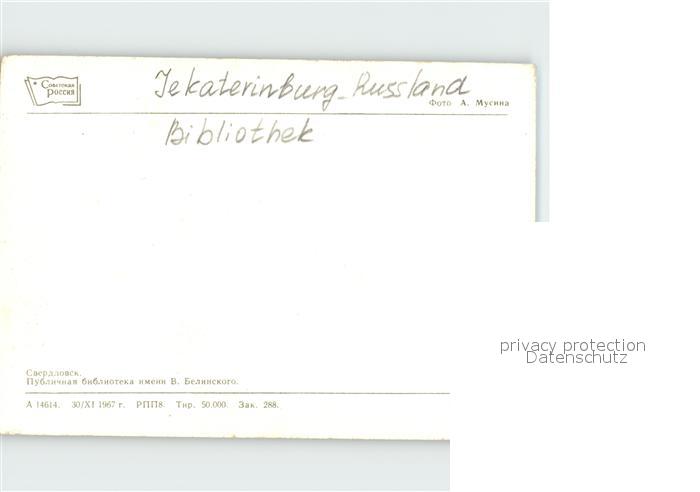 Советская
Россия
Jekaterinburg - Russland
Фото А. Мусина
Bibliothek
privacy protection
Datenschutz
Свердловск.
Публичная библиотека имени В. Белинского.
А 14614. 30/XI 1967 г. РПП8. Тир. 50.000. Зак. 288.